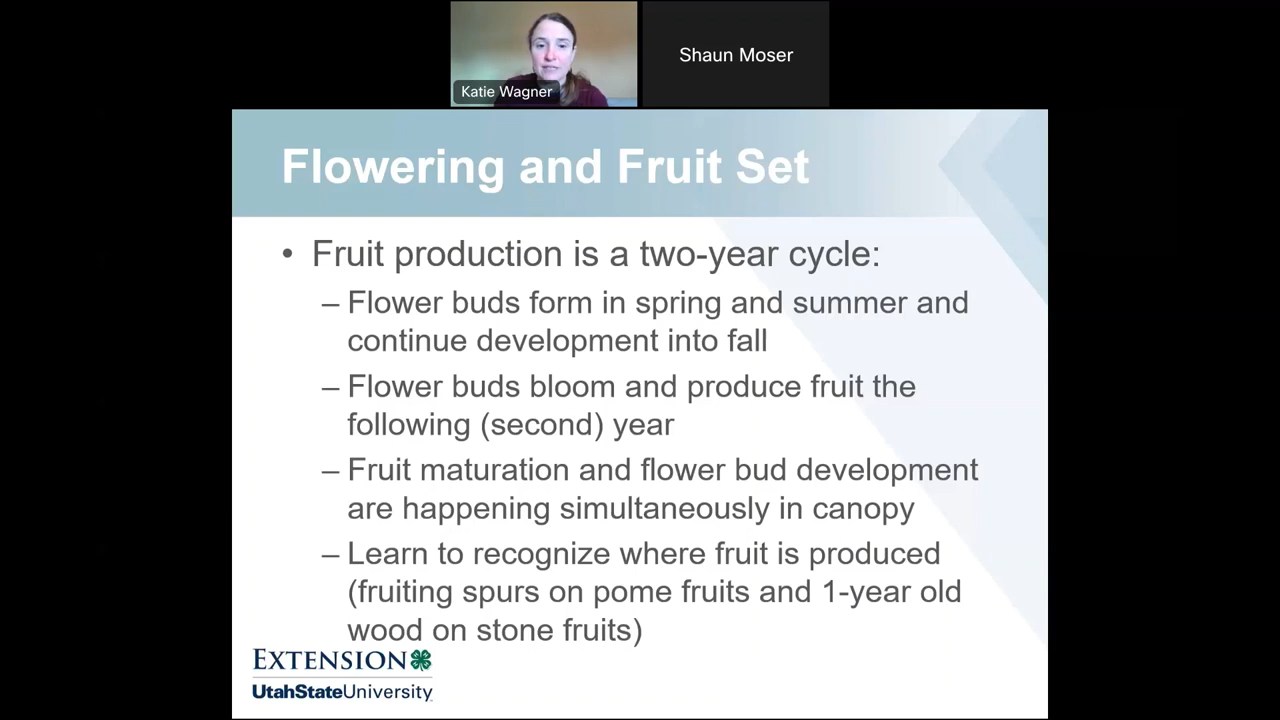 Katie Wagner
Shaun Moser
Flowering and Fruit Set
• Fruit production is a two-year cycle:
– Flower buds form in spring and summer and
continue development into fall
– Flower buds bloom and produce fruit the
following (second) year
– Fruit maturation and flower bud development
are happening simultaneously in canopy
– Learn to recognize where fruit is produced
(fruiting spurs on pome fruits and 1-year old
wood on stone fruits)
EXTENSION
UtahStateUniversity